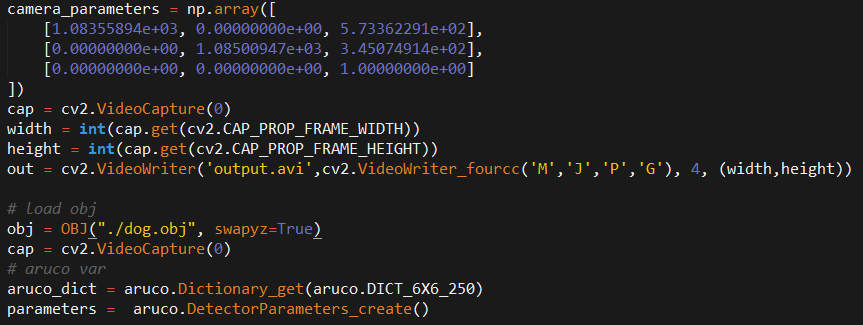 camera_parameters = np.array([
    [1.08355894e+03, 0.00000000e+00, 5.73362291e+02],
    [0.00000000e+00, 1.08500947e+03, 3.45074914e+02],
    [0.00000000e+00, 0.00000000e+00, 1.00000000e+00]
])
cap = cv2.VideoCapture(0)
width = int(cap.get(cv2.CAP_PROP_FRAME_WIDTH))
height = int(cap.get(cv2.CAP_PROP_FRAME_HEIGHT))
out = cv2.VideoWriter('output.avi',cv2.VideoWriter_fourcc('M','J','P','G'), 4, (width,height))

# load obj
obj = OBJ("./dog.obj", swapyz=True)
cap = cv2.VideoCapture(0)
# aruco var
aruco_dict = aruco.Dictionary_get(aruco.DICT_6X6_250)
parameters =  aruco.DetectorParameters_create()